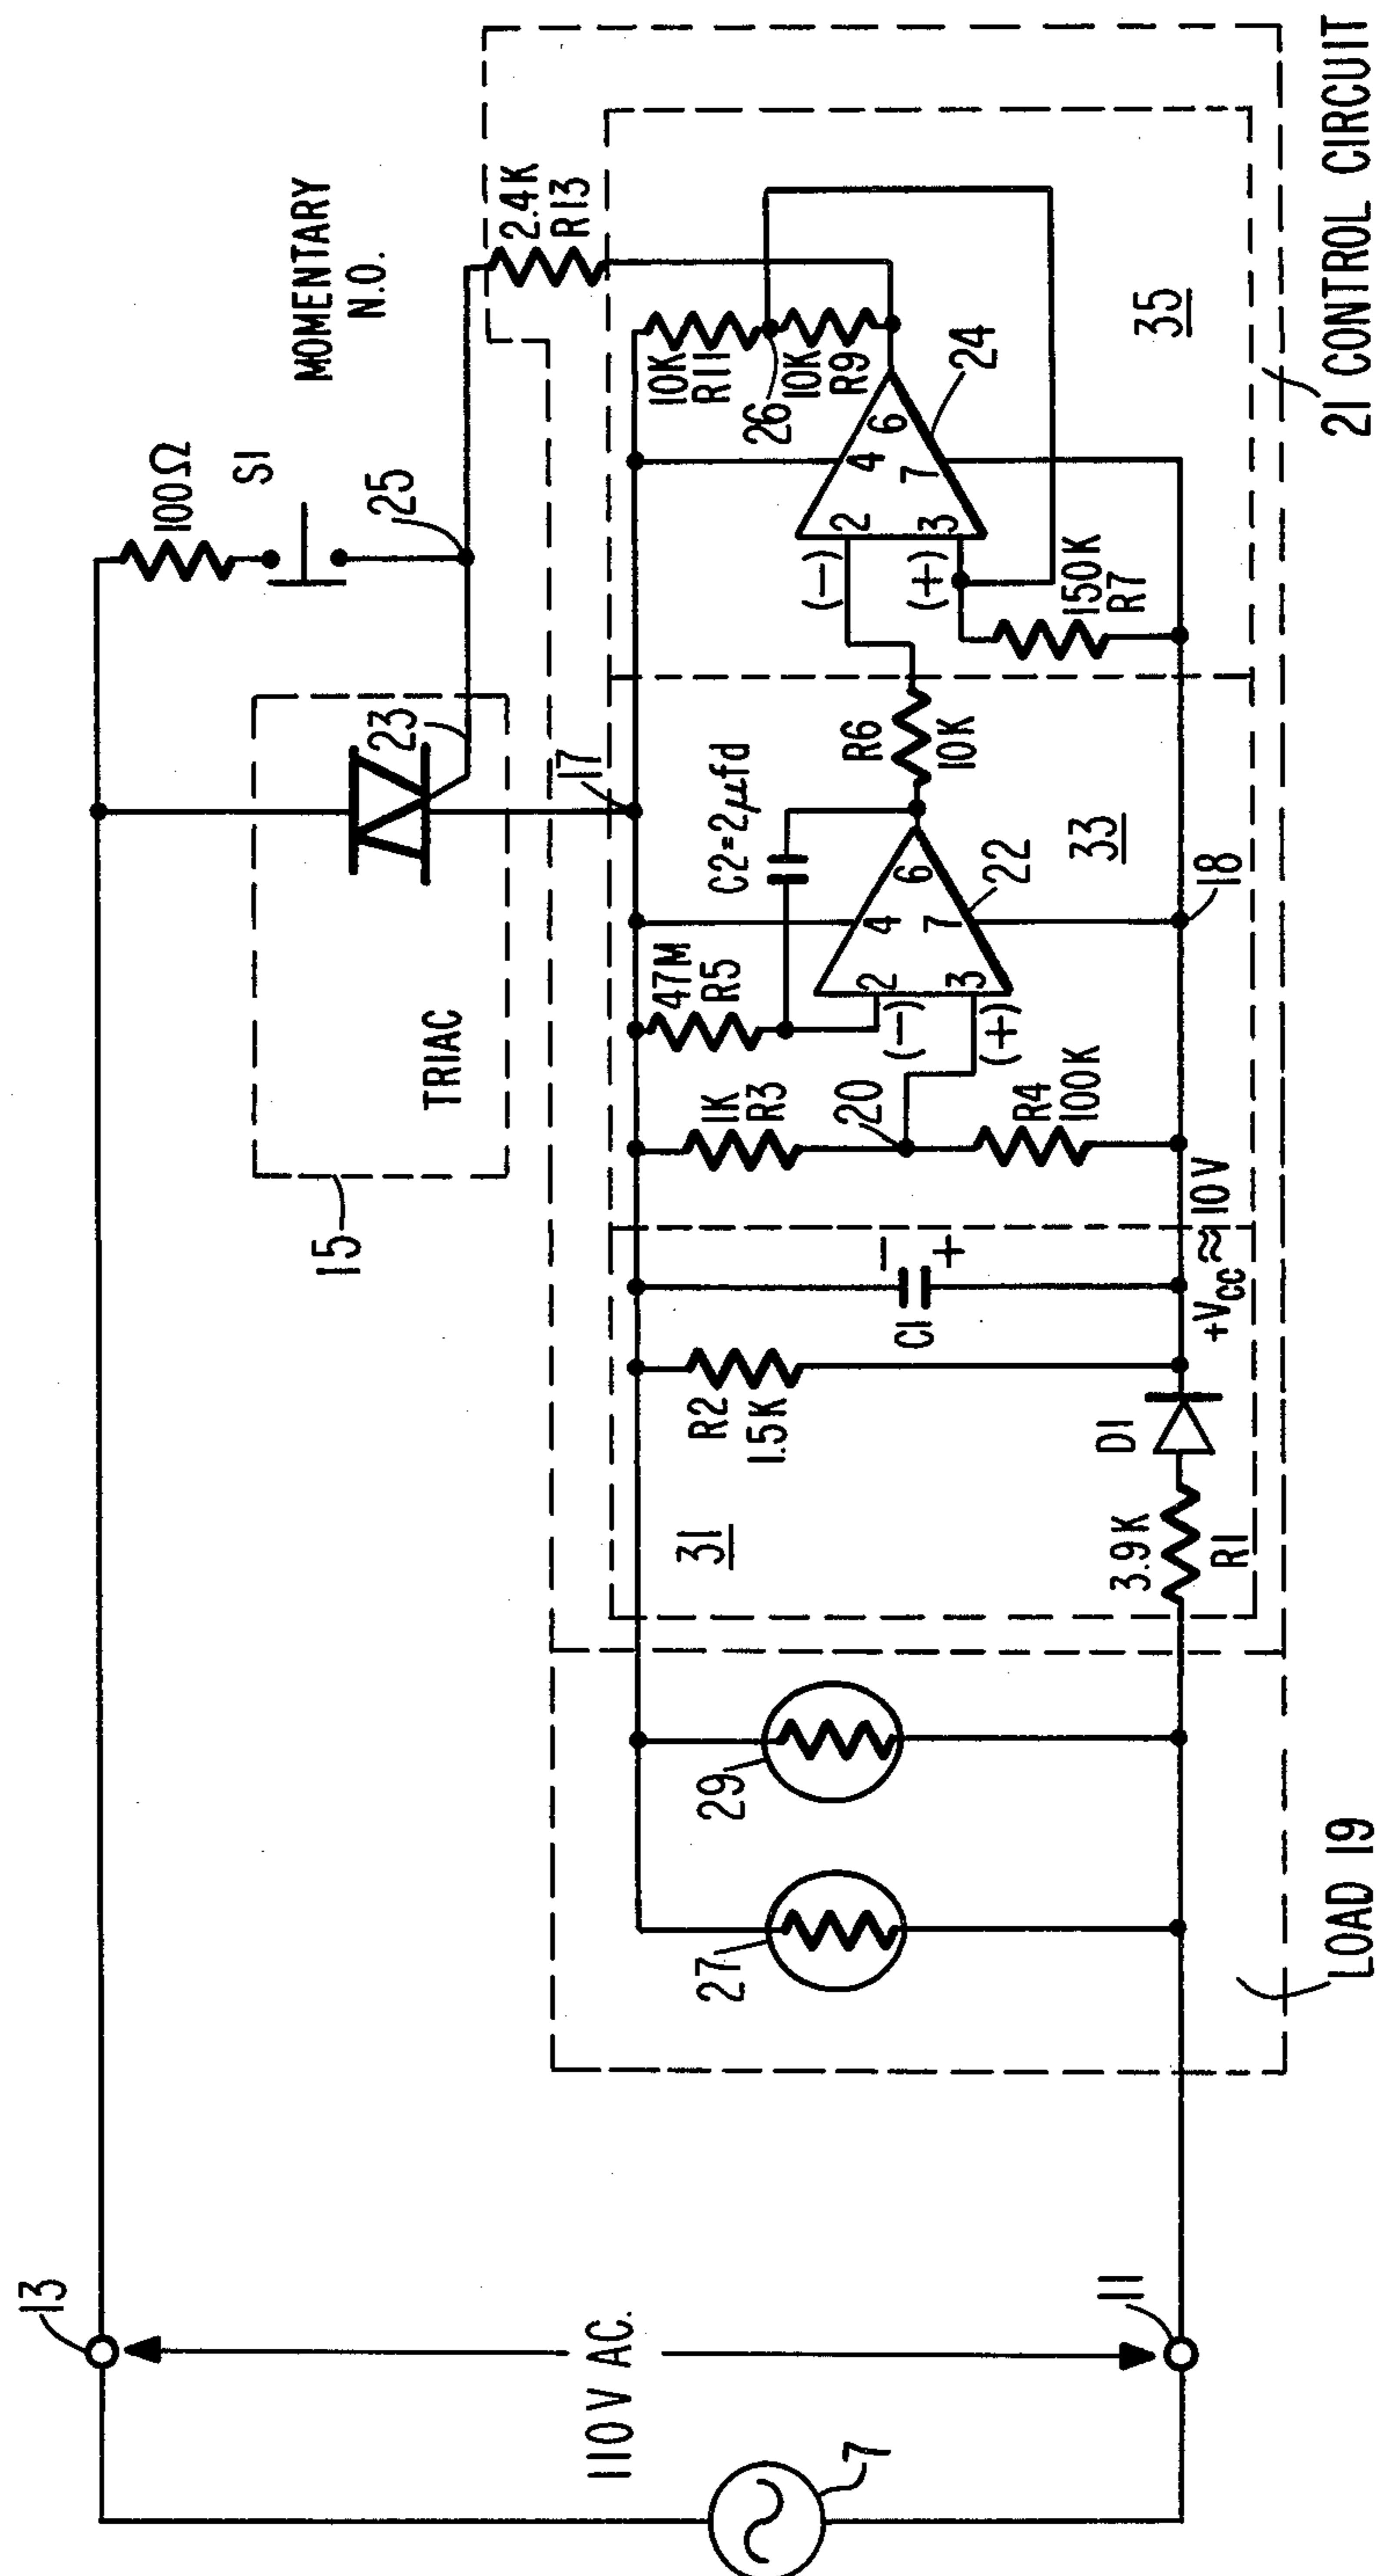 13
7
110V AC.
11
LOAD 19
27
29
15
TRIAC
23
17
MOMENTARY
N.O.
100Ω
S1
25
2.4K
R13
31
R2
1.5K
C1
−
+
D1
3.9K
R1
+VCC≈10V
1K
R3
20
R4
100K
47M
R5
C2=2μfd
2
(−)
3
(+)
4
7
6
22
33
18
R6
10K
(−)
2
(+)
3
4
7
6
24
150K
R7
10K
R11
26
10K
R9
35
21 CONTROL CIRCUIT